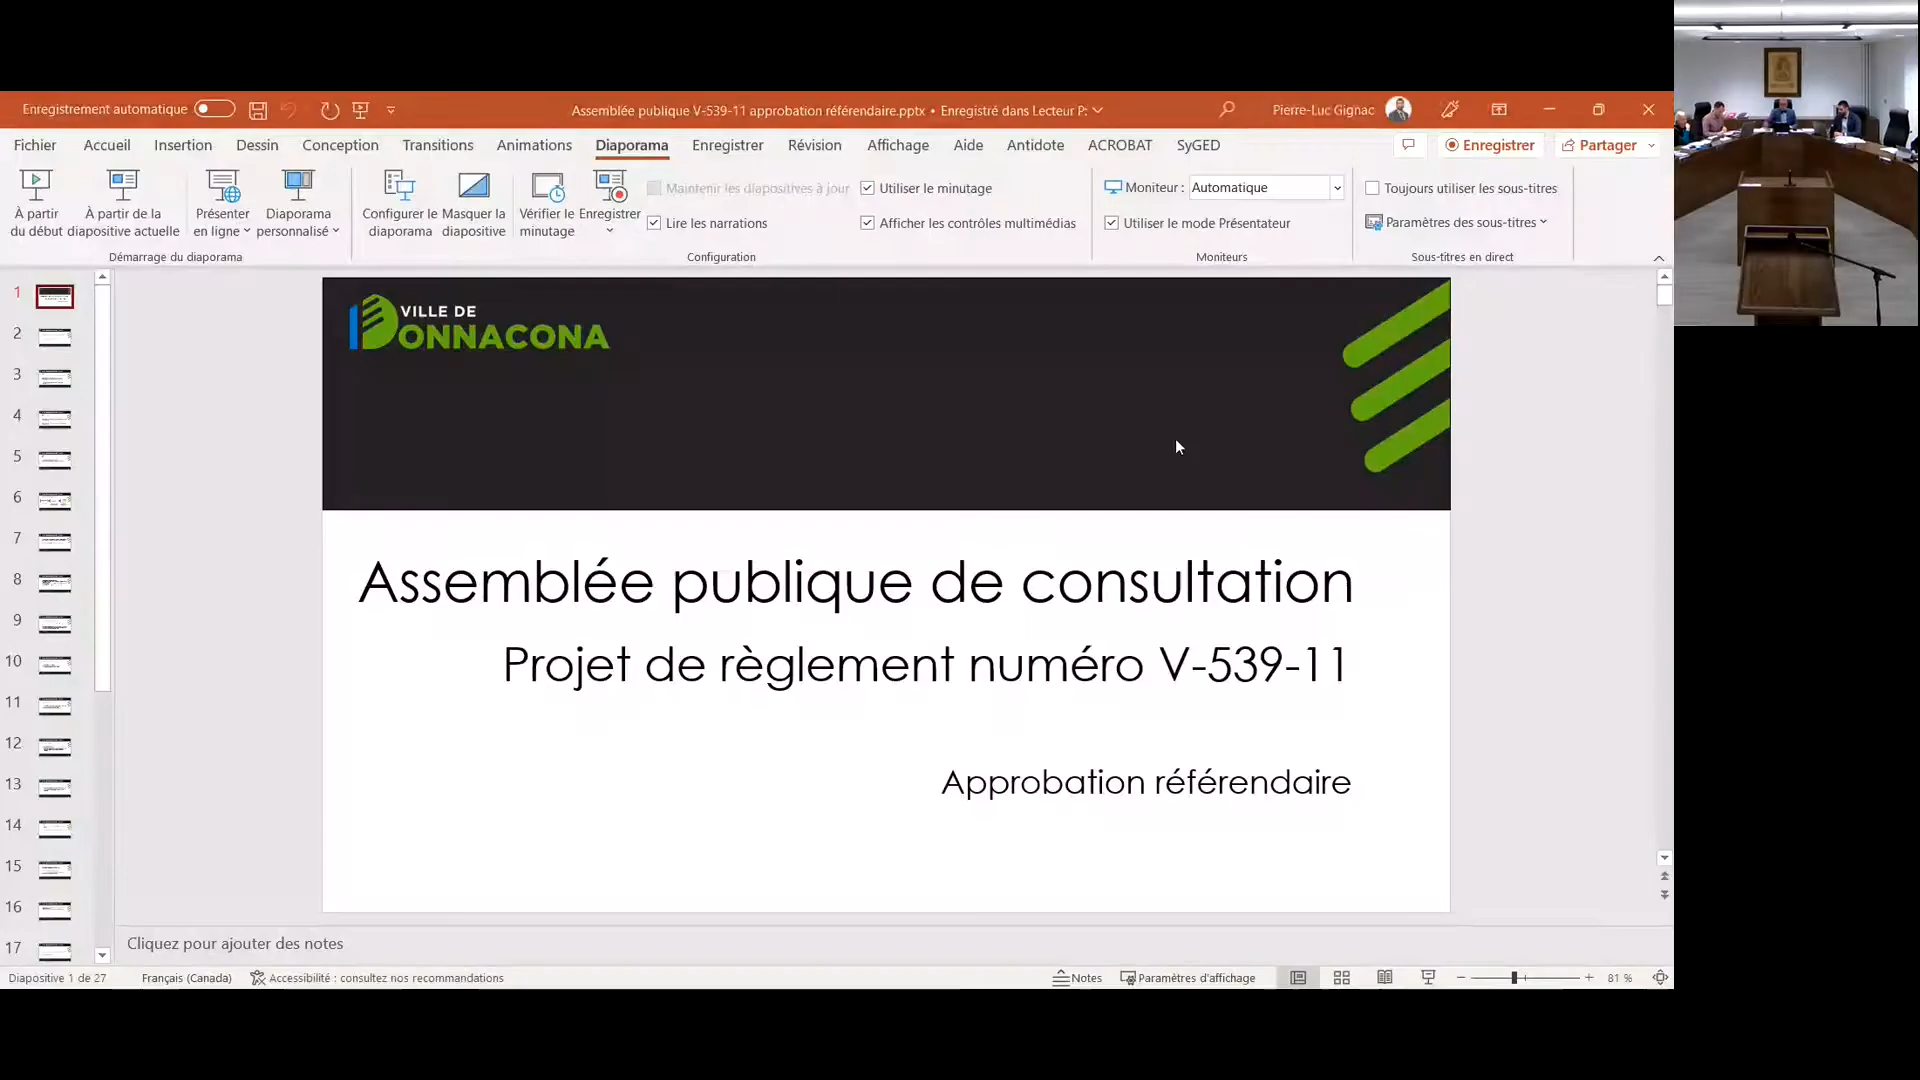 Enregistrement automatique
Assemblée publique V-539-11 approbation référendaire.pptx • Enregistré dans Lecteur P:
Pierre-Luc Gignac
Fichier Accueil Insertion Dessin Conception Transitions Animations Diaporama Enregistrer Révision Affichage Aide Antidote ACROBAT SyGED
Enregistrer Partager
À partir du début
À partir de la diapositive actuelle
Présenter en ligne
Diaporama personnalisé
Démarrage du diaporama
Configurer le diaporama
Masquer la diapositive
Vérifier le minutage
Enregistrer
Maintenir les diapositives à jour
Lire les narrations
Utiliser le minutage
Afficher les contrôles multimédias
Configuration
Moniteur : Automatique
Utiliser le mode Présentateur
Moniteurs
Toujours utiliser les sous-titres
Paramètres des sous-titres
Sous-titres en direct
1
2
3
4
5
6
7
8
9
10
11
12
13
14
15
16
17
VILLE DE
DONNACONA
Assemblée publique de consultation
Projet de règlement numéro V-539-11
Approbation référendaire
Cliquez pour ajouter des notes
Diapositive 1 de 27
Français (Canada)
Accessibilité : consultez nos recommandations
Notes
Paramètres d'affichage
81 %